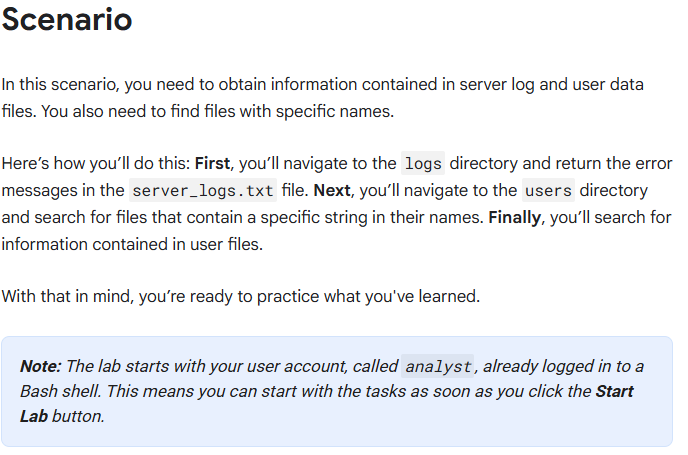 Scenario
In this scenario, you need to obtain information contained in server log and user data
files. You also need to find files with specific names.
Here’s how you’ll do this: First, you’ll navigate to the logs directory and return the error
messages in the server_logs.txt file. Next, you’ll navigate to the users directory
and search for files that contain a specific string in their names. Finally, you’ll search for
information contained in user files.
With that in mind, you’re ready to practice what you've learned.
Note: The lab starts with your user account, called analyst, already logged in to a
Bash shell. This means you can start with the tasks as soon as you click the Start
Lab button.